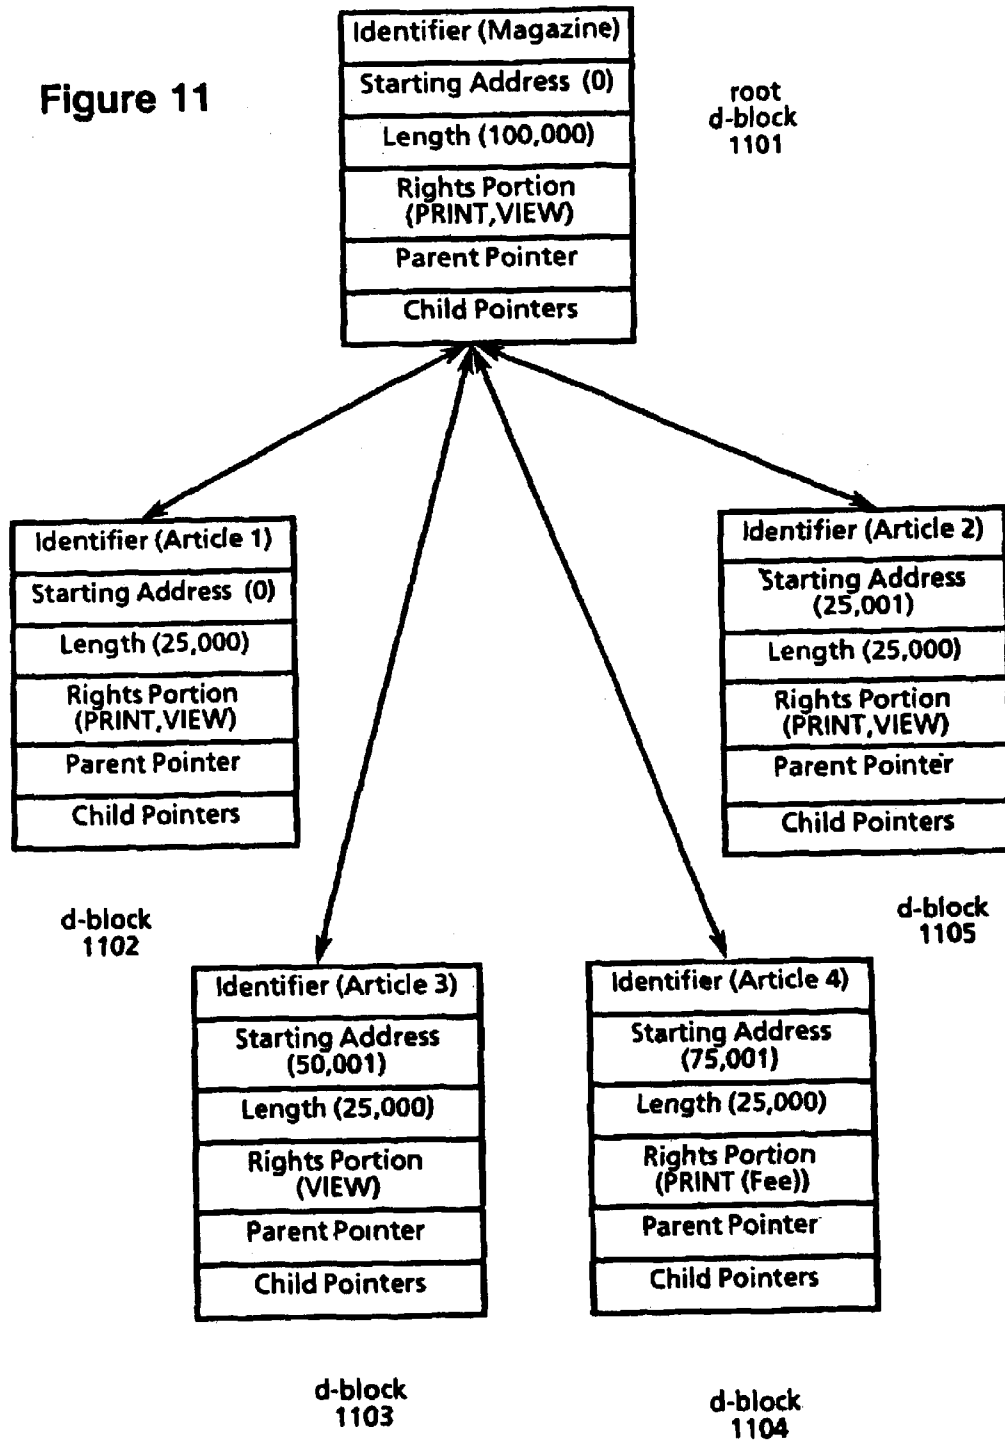 Figure 11
Identifier (Magazine)
Starting Address (0)
Length (100,000)
Rights Portion
(PRINT,VIEW)
Parent Pointer
Child Pointers
root
d-block
1101
Identifier (Article 1)
Starting Address (0)
Length (25,000)
Rights Portion
(PRINT,VIEW)
Parent Pointer
Child Pointers
d-block
1102
Identifier (Article 2)
Starting Address
(25,001)
Length (25,000)
Rights Portion
(PRINT,VIEW)
Parent Pointer
Child Pointers
d-block
1105
Identifier (Article 3)
Starting Address
(50,001)
Length (25,000)
Rights Portion
(VIEW)
Parent Pointer
Child Pointers
d-block
1103
Identifier (Article 4)
Starting Address
(75,001)
Length (25,000)
Rights Portion
(PRINT (Fee))
Parent Pointer
Child Pointers
d-block
1104